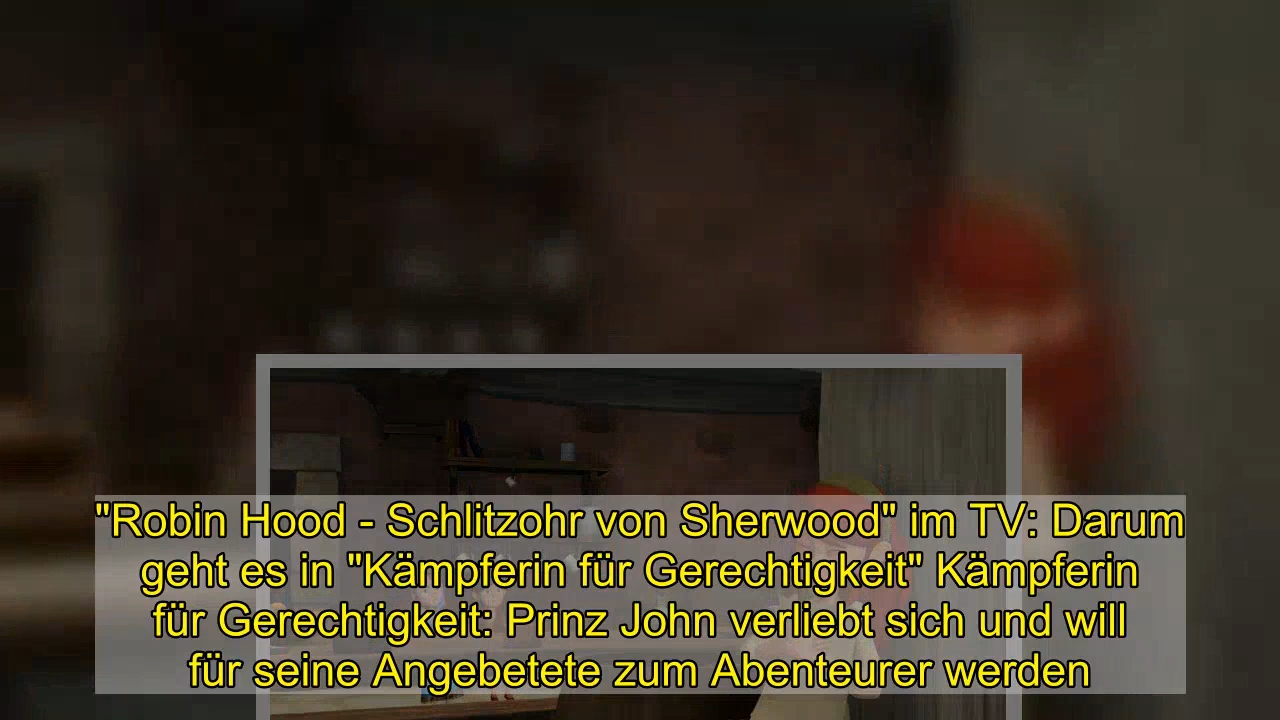 "Robin Hood - Schlitzohr von Sherwood" im TV: Darum
geht es in "Kämpferin für Gerechtigkeit" Kämpferin
für Gerechtigkeit: Prinz John verliebt sich und will
für seine Angebetete zum Abenteurer werden